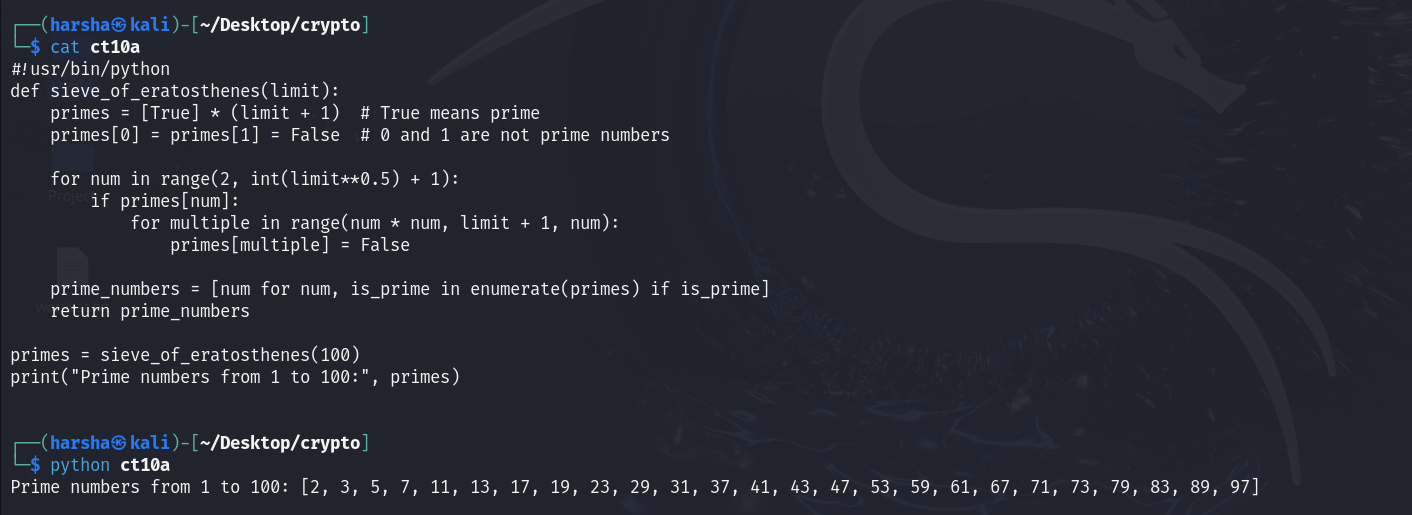 ┌──(harsha㉿kali)-[~/Desktop/crypto]
└─$ cat ct10a
#!usr/bin/python
def sieve_of_eratosthenes(limit):
    primes = [True] * (limit + 1)  # True means prime
    primes[0] = primes[1] = False  # 0 and 1 are not prime numbers

    for num in range(2, int(limit**0.5) + 1):
        if primes[num]:
            for multiple in range(num * num, limit + 1, num):
                primes[multiple] = False

    prime_numbers = [num for num, is_prime in enumerate(primes) if is_prime]
    return prime_numbers

primes = sieve_of_eratosthenes(100)
print("Prime numbers from 1 to 100:", primes)

┌──(harsha㉿kali)-[~/Desktop/crypto]
└─$ python ct10a
Prime numbers from 1 to 100: [2, 3, 5, 7, 11, 13, 17, 19, 23, 29, 31, 37, 41, 43, 47, 53, 59, 61, 67, 71, 73, 79, 83, 89, 97]